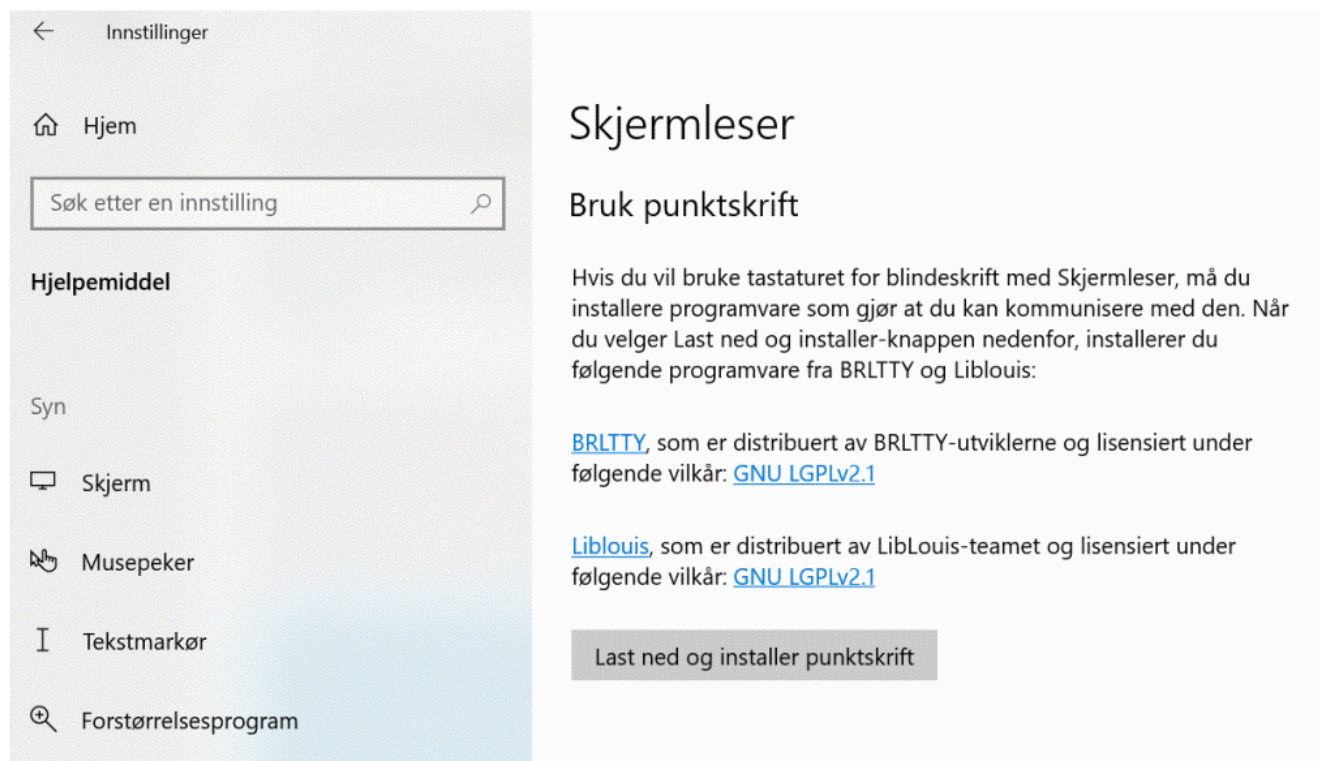 Innstillinger
Hjem
Søk etter en innstilling
Hjelpemiddel
Syn
Skjerm
Musepeker
Tekstmarkør
Forstørrelsesprogram
Skjermleser
Bruk punktskrift
Hvis du vil bruke tastaturet for blindeskrift med Skjermleser, må du
installere programvare som gjør at du kan kommunisere med den. Når
du velger Last ned og installer-knappen nedenfor, installerer du
følgende programvare fra BRLTTY og Liblouis:
BRLTTY, som er distribuert av BRLTTY-utviklerne og lisensiert under
følgende vilkår: GNU LGPLv2.1
Liblouis, som er distribuert av LibLouis-teamet og lisensiert under
følgende vilkår: GNU LGPLv2.1
Last ned og installer punktskrift